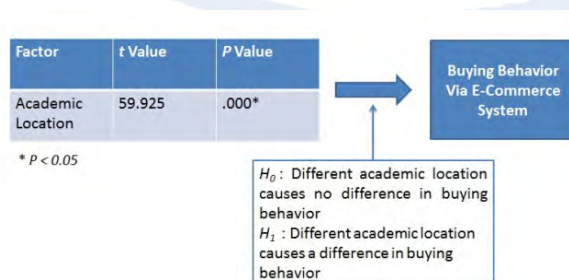 Factor t Value P Value
Academic Location 59.925 .000*
* P < 0.05
Buying Behavior
Via E-Commerce
System
H₀ : Different academic location
causes no difference in buying
behavior
H₁ : Different academic location
causes a difference in buying
behavior